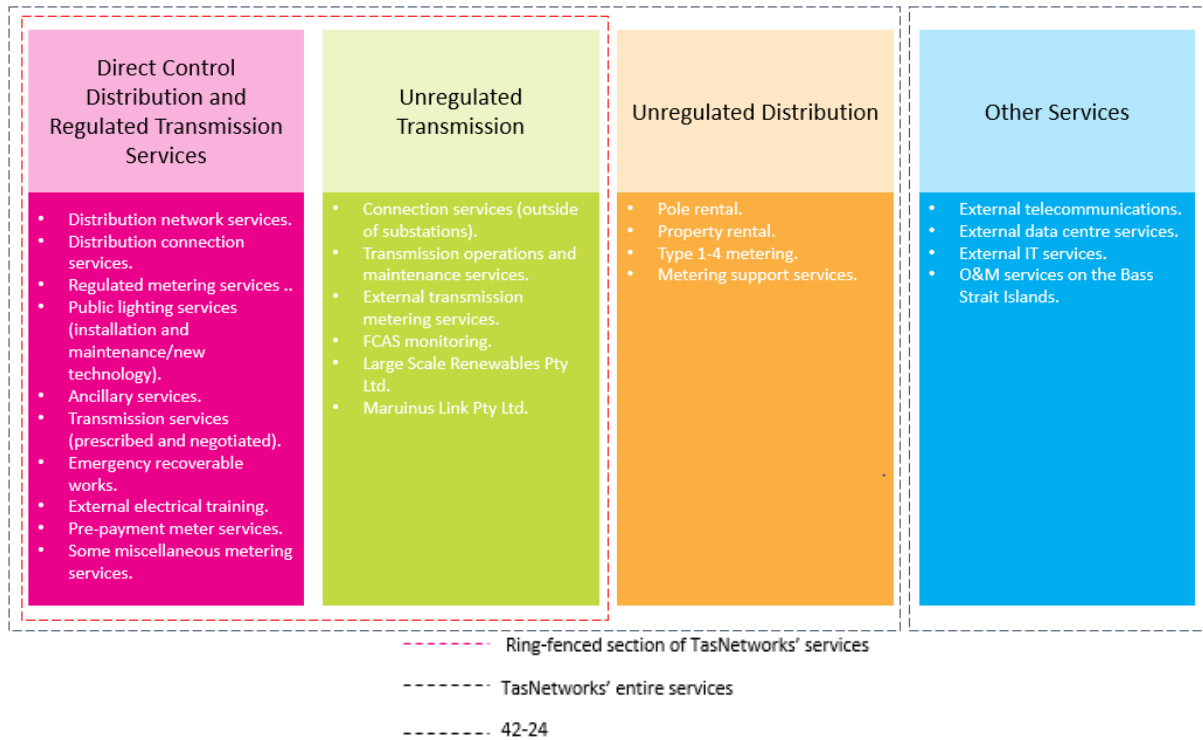 Direct Control
Distribution and
Regulated Transmission
Services
• Distribution network services.
• Distribution connection
services.
• Regulated metering services ..
• Public lighting services
(installation and
maintenance/new
technology).
• Ancillary services.
• Transmission services
(prescribed and negotiated).
• Emergency recoverable
works.
• External electrical training.
• Pre-payment meter services.
• Some miscellaneous metering
services.
Unregulated
Transmission
• Connection services (outside
of substations).
• Transmission operations and
maintenance services.
• External transmission
metering services.
• FCAS monitoring.
• Large Scale Renewables Pty
Ltd.
• Maruinus Link Pty Ltd.
Unregulated Distribution
• Pole rental.
• Property rental.
• Type 1-4 metering.
• Metering support services.
.
Other Services
• External telecommunications.
• External data centre services.
• External IT services.
• O&M services on the Bass
Strait Islands.
Ring-fenced section of TasNetworks' services
TasNetworks' entire services
42-24